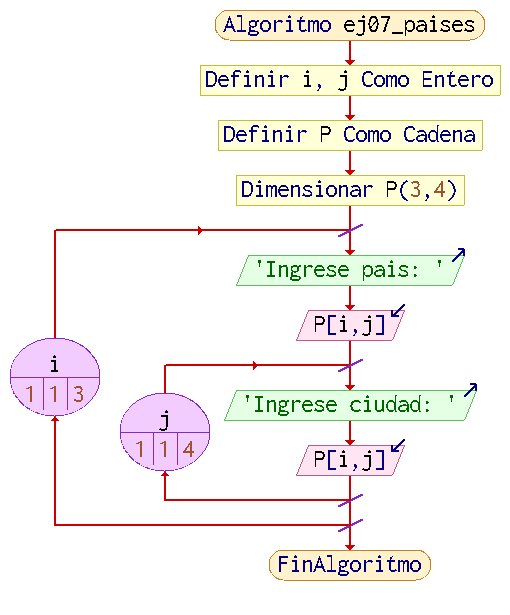 Algoritmo ej07_paises
Definir i, j Como Entero
Definir P Como Cadena
Dimensionar P(3,4)
'Ingrese pais: '
P[i,j]
i
1 1 3
'Ingrese ciudad: '
j
1 1 4
P[i,j]
FinAlgoritmo